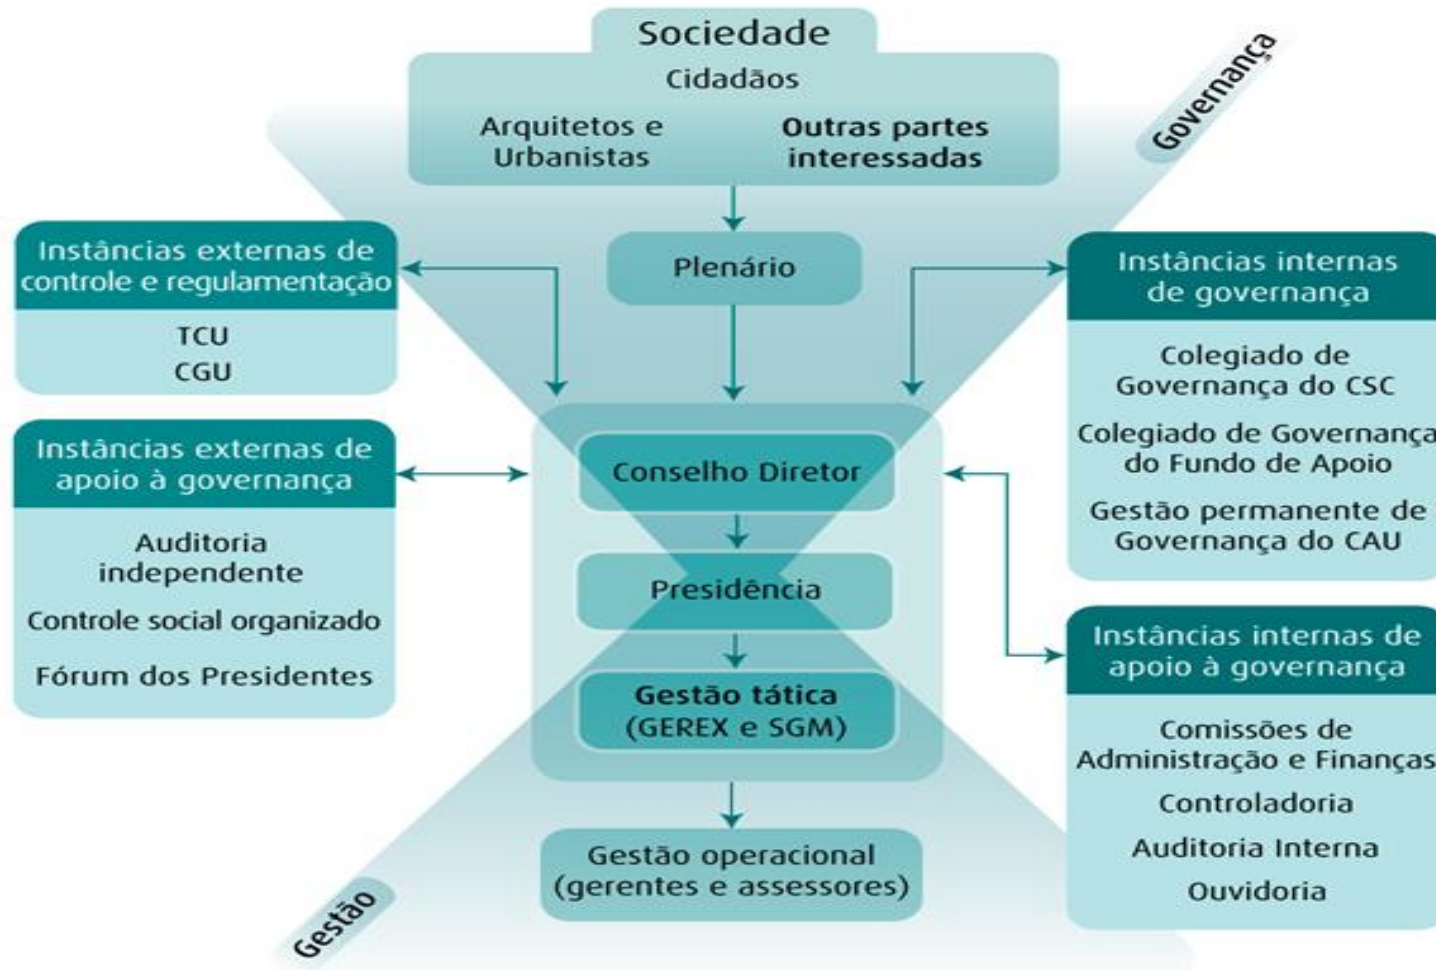 Sociedade
Cidadãos
Arquitetos e
Urbanistas
Outras partes
interessadas
Governança
Plenário
Instâncias externas de
controle e regulamentação
TCU
CGU
Instâncias externas de
apoio à governança
Auditoria
independente
Controle social organizado
Fórum dos Presidentes
Conselho Diretor
Presidência
Gestão tática
(GEREX e SGM)
Gestão operacional
(gerentes e assessores)
Instâncias internas
de governança
Colegiado de
Governança do CSC
Colegiado de Governança
do Fundo de Apoio
Gestão permanente de
Governança do CAU
Instâncias internas de
apoio à governança
Comissões de
Administração e Finanças
Controladoria
Auditoria Interna
Ouvidoria
Gestão